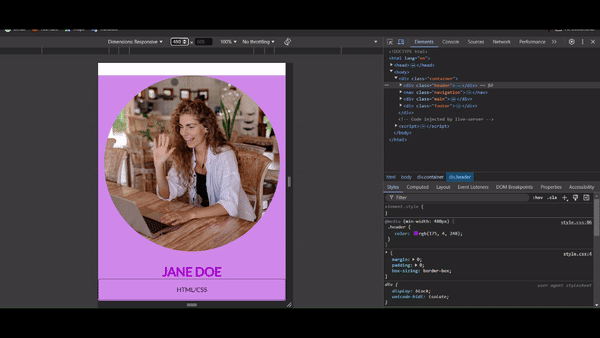 Dimensions: Responsive ▾ 480 × 100% ▾ No throttling ▾
Elements Console Sources Network Performance »
<!DOCTYPE html>
<html lang="en">
▸<head>⋯</head>
▾<body>
▾<div class="container">
▸<div class="header">⋯</div> == $0
▸<nav class="navigation">⋯</nav>
▸<div class="main">⋯</div>
▸<div class="footer">⋯</div>
</div>
<!-- Code injected by live-server -->
▸<script>⋯</script>
</body>
</html>
html body div.container div.header
Styles Computed Layout Event Listeners DOM Breakpoints Properties Accessibility
Filter :hov .cls
element.style {
}
@media (min-width: 480px) {
.header {
color: rgb(175, 4, 248);
}
}
* {
style.css:4
margin: ▸ 0;
padding: ▸ 0;
box-sizing: border-box;
}
div {
user agent stylesheet
display: block;
unicode-bidi: isolate;
}
JANE DOE
HTML/CSS